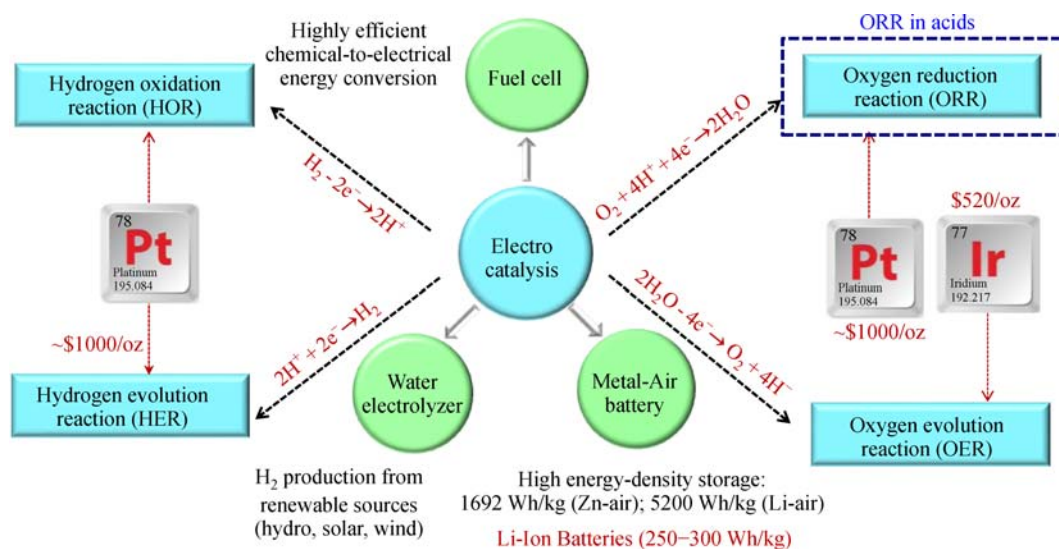 ORR in acids
Highly efficient
chemical-to-electrical
energy conversion
Fuel cell
Hydrogen oxidation
reaction (HOR)
Oxygen reduction
reaction (ORR)
H₂ - 2e⁻→2H⁺
O₂ + 4H⁺ + 4e⁻→2H₂O
78
Pt
Platinum
195.084
Electro
catalysis
$520/oz
78
Pt
Platinum
195.084
77
Ir
Iridium
192.217
~$1000/oz
~$1000/oz
2H⁺ + 2e⁻→H₂
2H₂O - 4e⁻→ O₂ + 4H⁻
Hydrogen evolution
reaction (HER)
Water
electrolyzer
Metal-Air
battery
Oxygen evolution
reaction (OER)
H₂ production from
renewable sources
(hydro, solar, wind)
High energy-density storage:
1692 Wh/kg (Zn-air); 5200 Wh/kg (Li-air)
Li-Ion Batteries (250−300 Wh/kg)